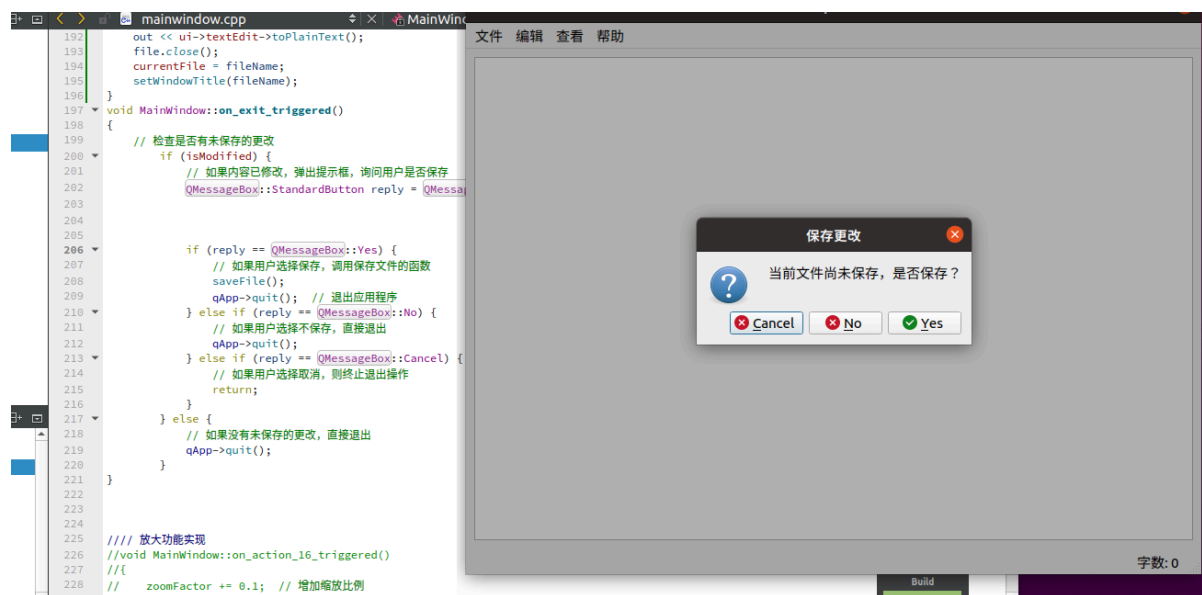 mainwindow.cpp
MainWind
192 out << ui->textEdit->toPlainText();
193 file.close();
194 currentFile = fileName;
195 setWindowTitle(fileName);
196 }
197 void MainWindow::on_exit_triggered()
198 {
199 // 检查是否有未保存的更改
200 if (isModified) {
201 // 如果内容已修改，弹出提示框，询问用户是否保存
202 QMessageBox::StandardButton reply = QMessag
203
204
205
206 if (reply == QMessageBox::Yes) {
207 // 如果用户选择保存，调用保存文件的函数
208 saveFile();
209 qApp->quit(); // 退出应用程序
210 } else if (reply == QMessageBox::No) {
211 // 如果用户选择不保存，直接退出
212 qApp->quit();
213 } else if (reply == QMessageBox::Cancel) {
214 // 如果用户选择取消，则终止退出操作
215 return;
216 }
217 } else {
218 // 如果没有未保存的更改，直接退出
219 qApp->quit();
220 }
221 }
222
223
224
225 //// 放大功能实现
226 //void MainWindow::on_action_16_triggered()
227 //{
228 // zoomFactor += 0.1; // 增加缩放比例
文件 编辑 查看 帮助
保存更改
当前文件尚未保存，是否保存？
Cancel No Yes
字数: 0
Build